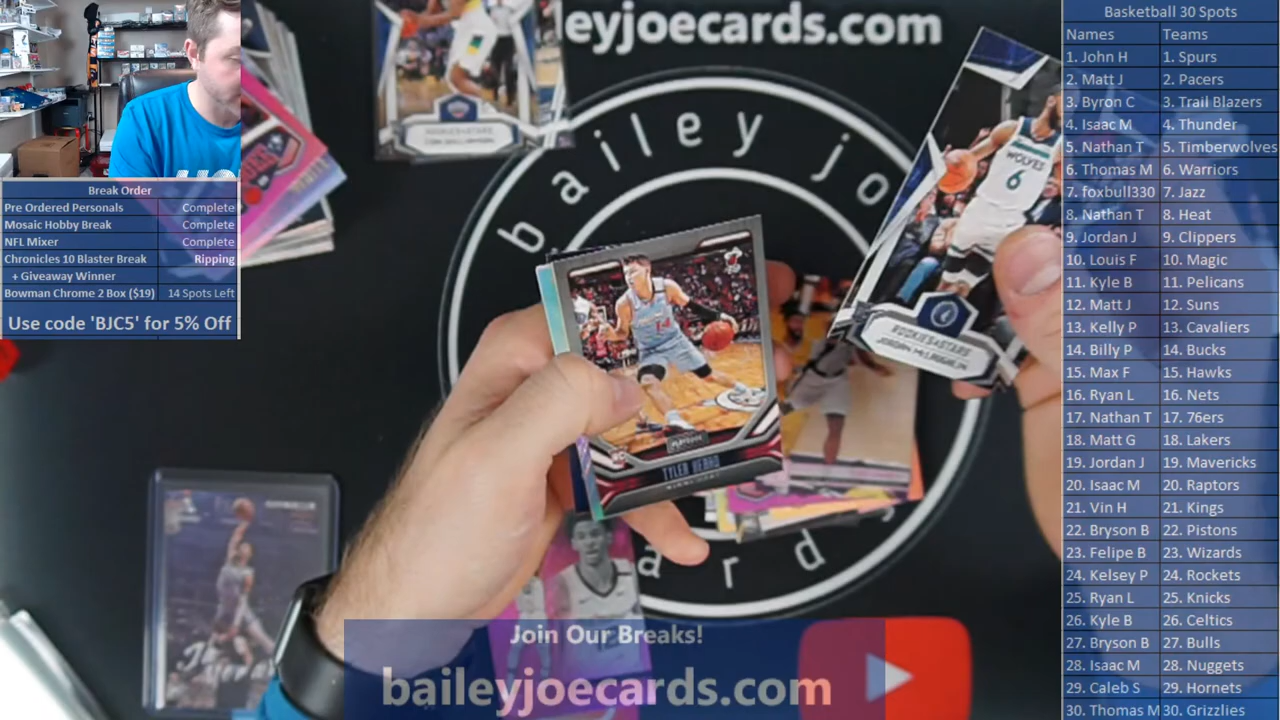 Basketball 30 Spots
Names Teams
1. John H 1. Spurs
2. Matt J 2. Pacers
3. Byron C 3. Trail Blazers
4. Isaac M 4. Thunder
5. Nathan T 5. Timberwolves
6. Thomas M 6. Warriors
7. foxbull330 7. Jazz
8. Nathan T 8. Heat
9. Jordan J 9. Clippers
10. Louis F 10. Magic
11. Kyle B 11. Pelicans
12. Matt J 12. Suns
13. Kelly P 13. Cavaliers
14. Billy P 14. Bucks
15. Max F 15. Hawks
16. Ryan L 16. Nets
17. Nathan T 17. 76ers
18. Matt G 18. Lakers
19. Jordan J 19. Mavericks
20. Isaac M 20. Raptors
21. Vin H 21. Kings
22. Bryson B 22. Pistons
23. Felipe B 23. Wizards
24. Kelsey P 24. Rockets
25. Ryan L 25. Knicks
26. Kyle B 26. Celtics
27. Bryson B 27. Bulls
28. Isaac M 28. Nuggets
29. Caleb S 29. Hornets
30. Thomas M 30. Grizzlies
Break Order
Pre Ordered Personals Complete
Mosaic Hobby Break Complete
NFL Mixer Complete
Chronicles 10 Blaster Break Ripping
+ Giveaway Winner
Bowman Chrome 2 Box ($19) 14 Spots Left
Use code 'BJC5' for 5% Off
leyjoecards.com
bailey jo
a r d
ROOKIES & STARS
WOLVES
6
ROOKIES & STARS
JORDAN McLAUGHLIN
14
TYLER HERRO
Join Our Breaks!
baileyjoecards.com